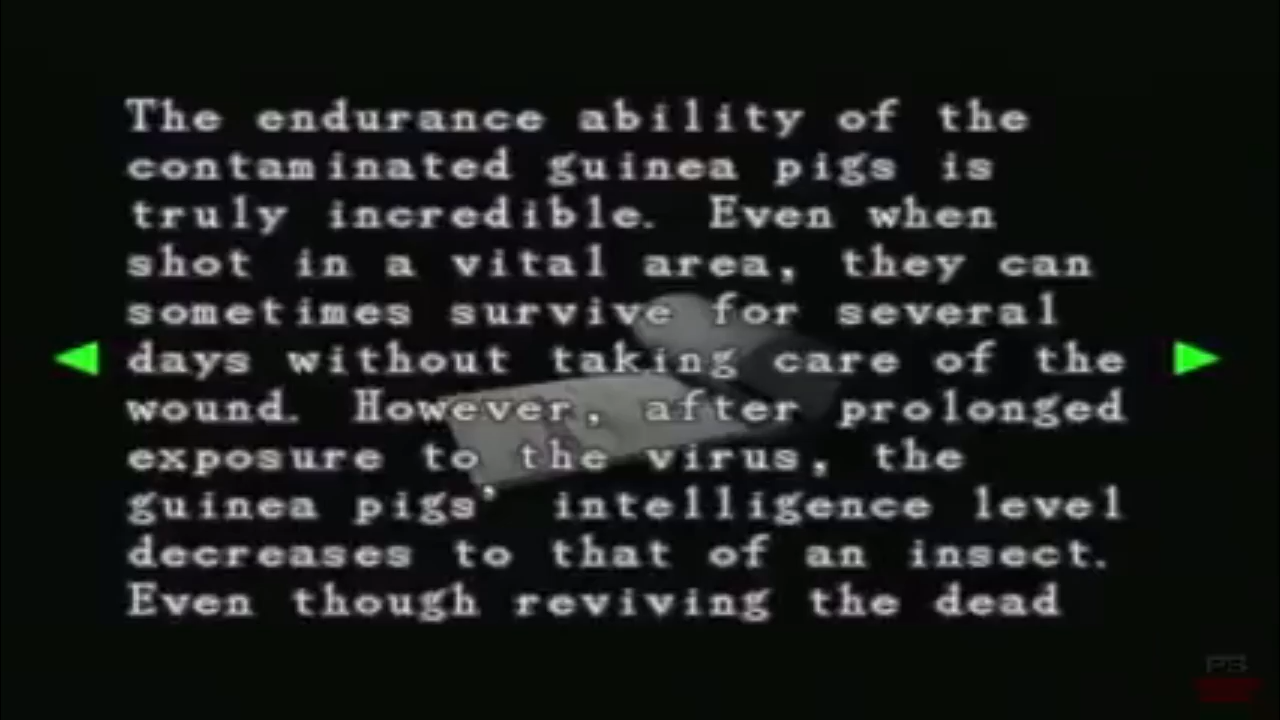 The endurance ability of the
contaminated guinea pigs is
truly incredible. Even when
shot in a vital area, they can
sometimes survive for several
days without taking care of the
wound. However, after prolonged
exposure to the virus, the
guinea pigs' intelligence level
decreases to that of an insect.
Even though reviving the dead
PS